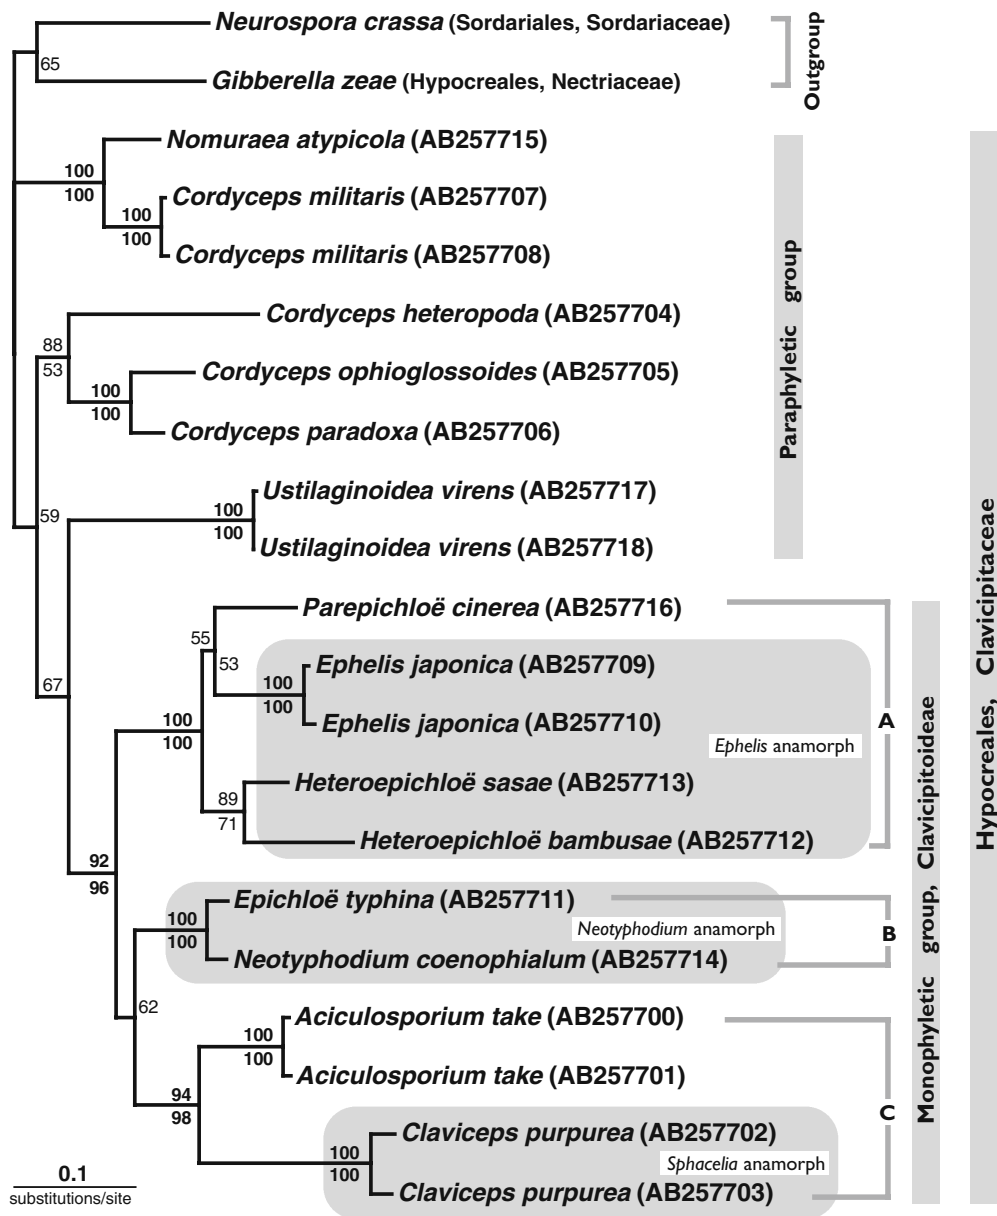 Neurospora crassa (Sordariales, Sordariaceae)
65
Gibberella zeae (Hypocreales, Nectriaceae)
Outgroup
Nomuraea atypicola (AB257715)
100
100
Cordyceps militaris (AB257707)
100
100
Cordyceps militaris (AB257708)
Cordyceps heteropoda (AB257704)
88
53
Cordyceps ophioglossoides (AB257705)
100
100
Cordyceps paradoxa (AB257706)
Paraphyletic group
Ustilaginoidea virens (AB257717)
59
100
100
Ustilaginoidea virens (AB257718)
Parepichloë cinerea (AB257716)
55
53
Ephelis japonica (AB257709)
67
100
100
Ephelis japonica (AB257710)
100
100
Ephelis anamorph
A
Heteroepichloë sasae (AB257713)
89
71
Heteroepichloë bambusae (AB257712)
92
96
Epichloë typhina (AB257711)
100
100
Neotyphodium anamorph
B
Neotyphodium coenophialum (AB257714)
62
Aciculosporium take (AB257700)
100
100
Aciculosporium take (AB257701)
94
98
C
Claviceps purpurea (AB257702)
100
100
Sphacelia anamorph
Claviceps purpurea (AB257703)
Monophyletic group, Clavicipitoideae
Hypocreales, Clavicipitaceae
0.1
substitutions/site